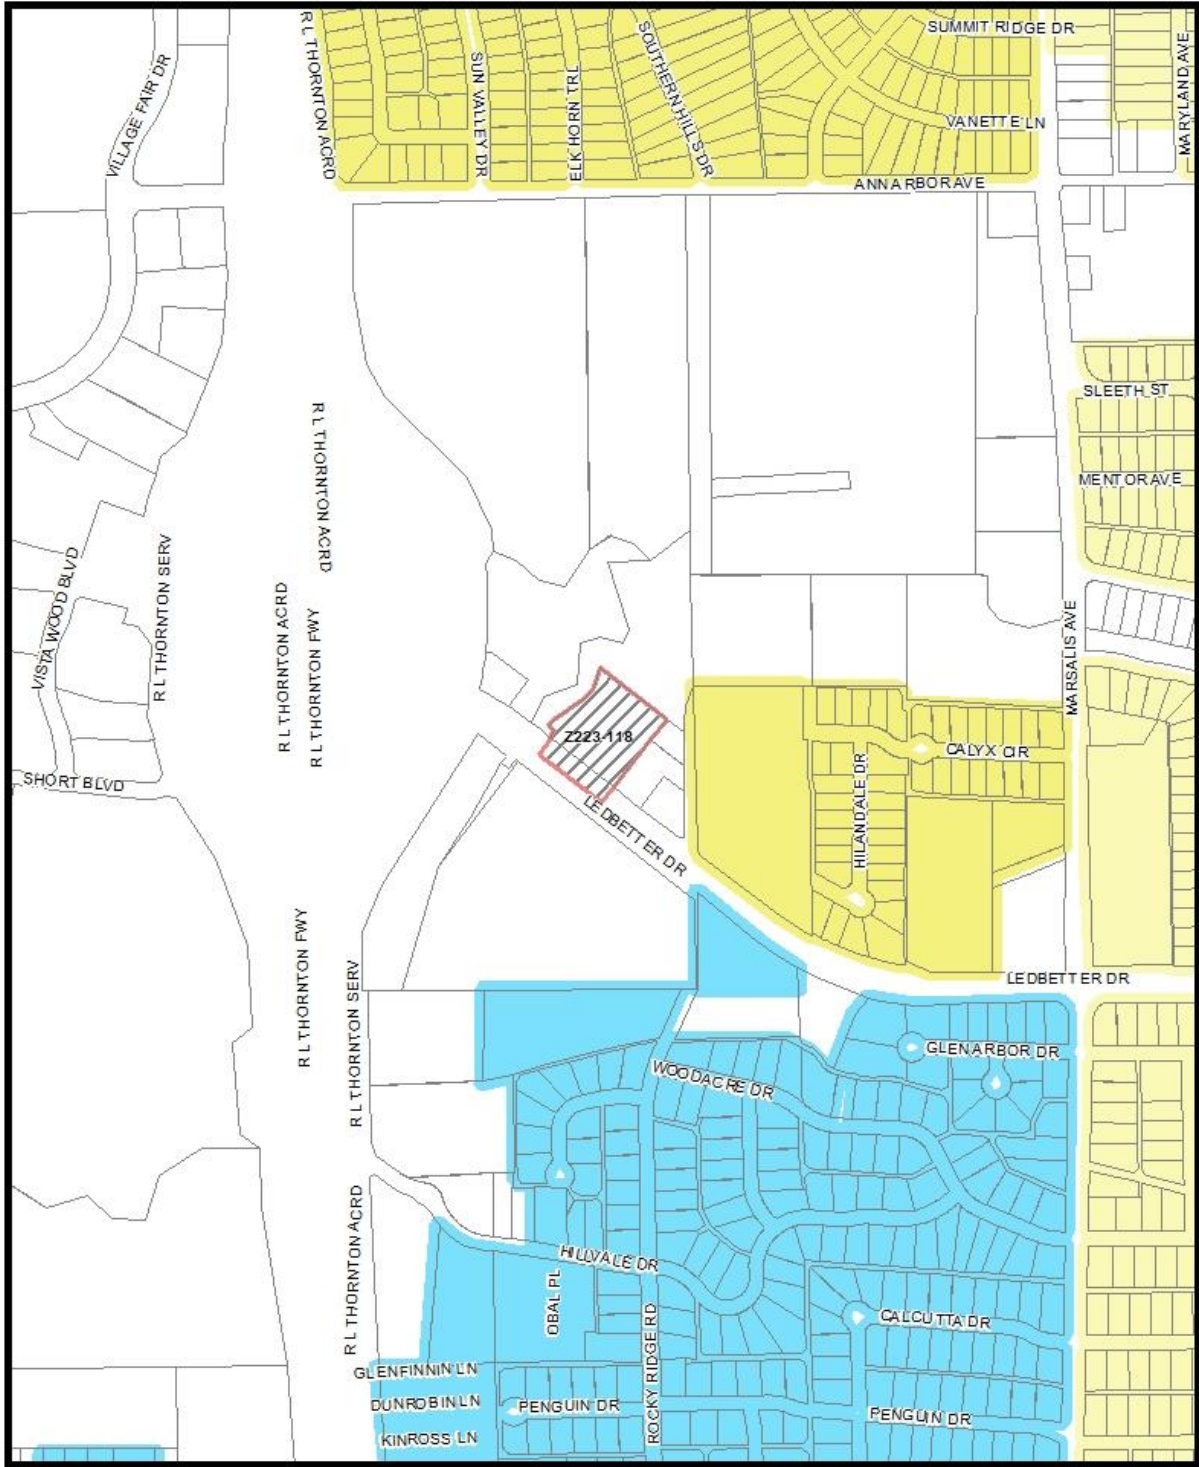 SUMMIT RIDGE DR
R L THORNTON ACRD
SUN VALLEY DR
ELK HORN TRL
SOUTHERN HILLS DR
MARYLAND AVE
VILLAGE FAIR DR
VANETTE LN
ANN ARBOR AVE
SLEETH ST
R L THORNTON ACRD
MENTOR AVE
VISTA WOOD BLVD
R L THORNTON SERV
R L THORNTON ACRD
R L THORNTON FWY
MARSALIS AVE
Z223-118
CALYX CIR
SHORT BLVD
HILANDALE DR
LEDBETTER DR
R L THORNTON FWY
R L THORNTON SERV
LEDBETTER DR
GLEN ARBOR DR
WOODACRE DR
R L THORNTON ACRD
HILLVALE DR
OBAL PL
ROCKY RIDGE RD
CALCUTTA DR
GLENFINNIN LN
DUNROBIN LN
PENGUIN DR
PENGUIN DR
KINROSS LN